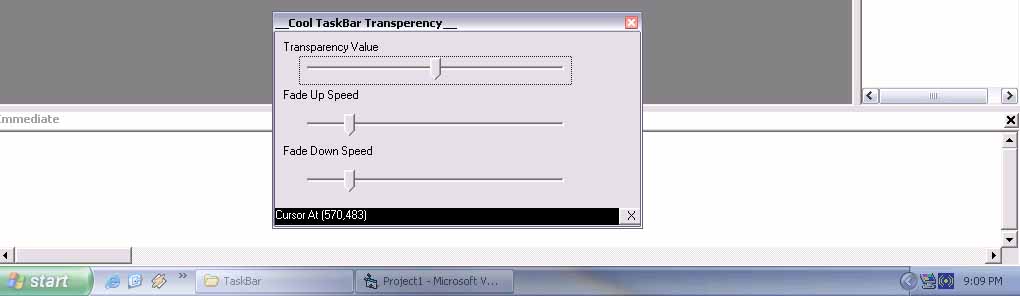 __Cool TaskBar Transperency__
Transparency Value
Fade Up Speed
Immediate
Fade Down Speed
Cursor At (570,483)
X
start
TaskBar
Project1 - Microsoft V...
9:09 PM